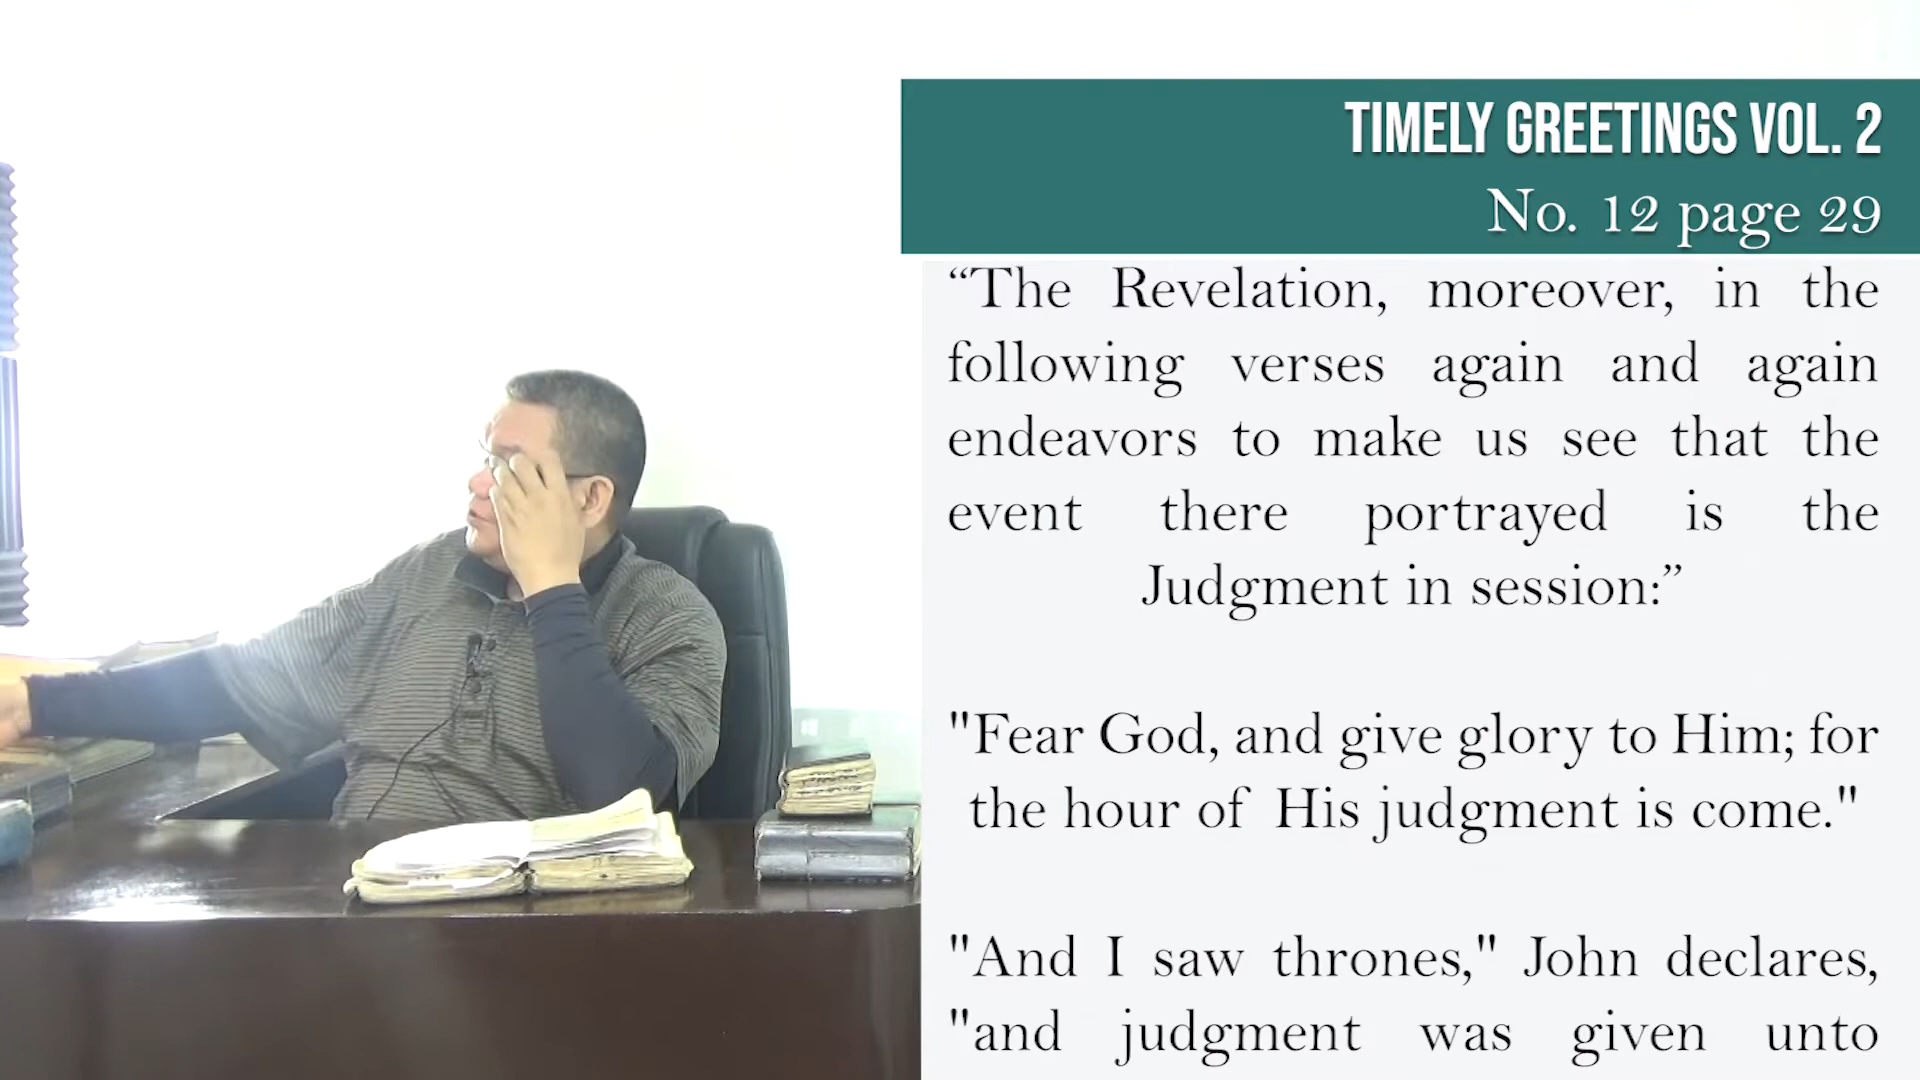 TIMELY GREETINGS VOL. 2
No. 12 page 29
“The Revelation, moreover, in the
following verses again and again
endeavors to make us see that the
event there portrayed is the
Judgment in session:”
"Fear God, and give glory to Him; for
the hour of His judgment is come."
"And I saw thrones," John declares,
"and judgment was given unto